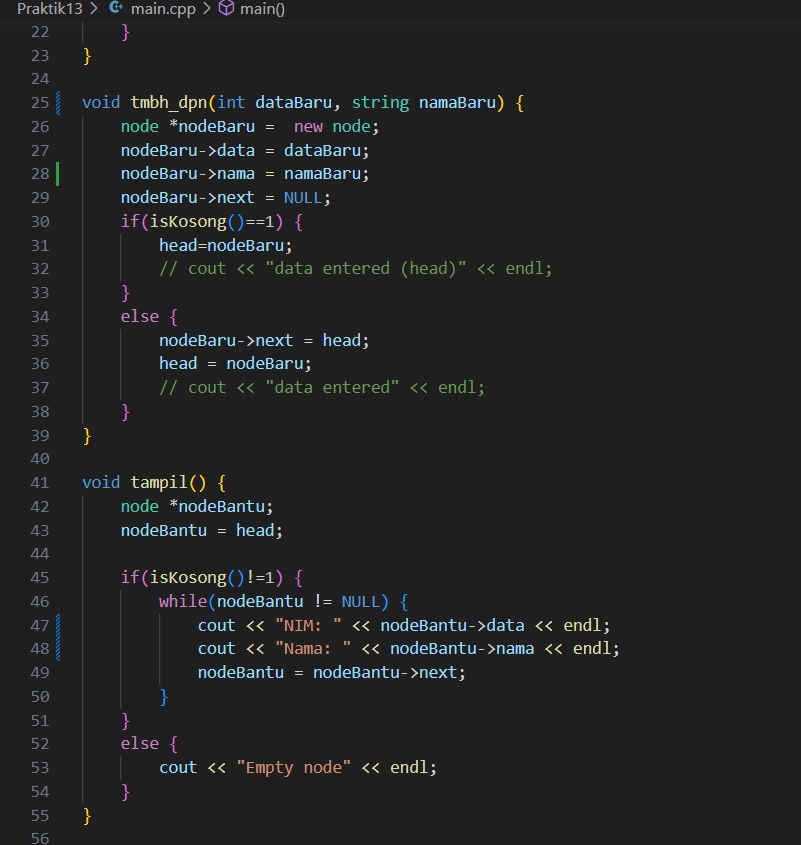 Praktik13 > main.cpp > main()
22 }
23 }
24
25 void tmbh_dpn(int dataBaru, string namaBaru) {
26 node *nodeBaru =  new node;
27 nodeBaru->data = dataBaru;
28 nodeBaru->nama = namaBaru;
29 nodeBaru->next = NULL;
30 if(isKosong()==1) {
31 head=nodeBaru;
32 // cout << "data entered (head)" << endl;
33 }
34 else {
35 nodeBaru->next = head;
36 head = nodeBaru;
37 // cout << "data entered" << endl;
38 }
39 }
40
41 void tampil() {
42 node *nodeBantu;
43 nodeBantu = head;
44
45 if(isKosong()!=1) {
46 while(nodeBantu != NULL) {
47 cout << "NIM: " << nodeBantu->data << endl;
48 cout << "Nama: " << nodeBantu->nama << endl;
49 nodeBantu = nodeBantu->next;
50 }
51 }
52 else {
53 cout << "Empty node" << endl;
54 }
55 }
56